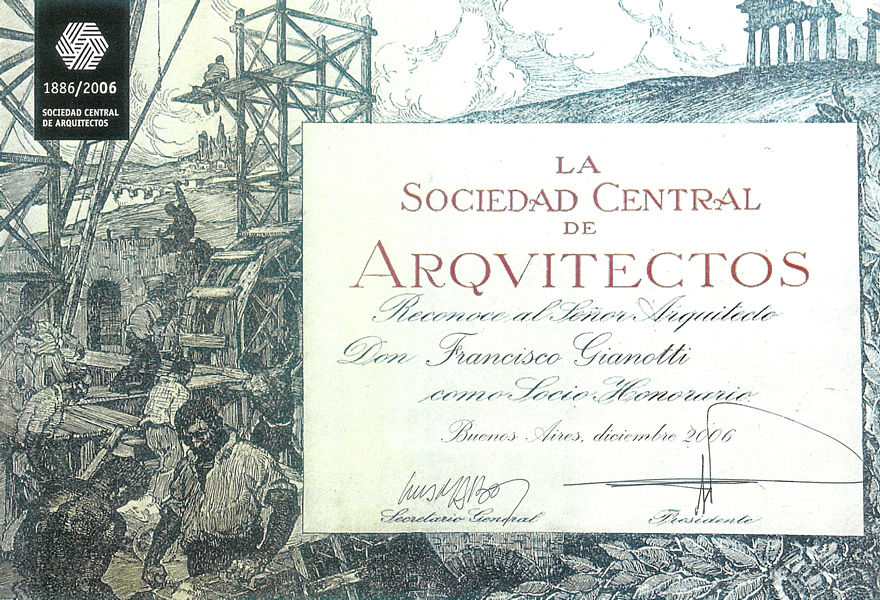 1886/2006
SOCIEDAD CENTRAL
DE ARQUITECTOS
LA
SOCIEDAD CENTRAL
DE
ARQVITECTOS
Reconoce al Señor Arquitecto
Don Francisco Gianotti
como Socio Honorario
Buenos Aires, diciembre 2006
Secretario General
Presidente